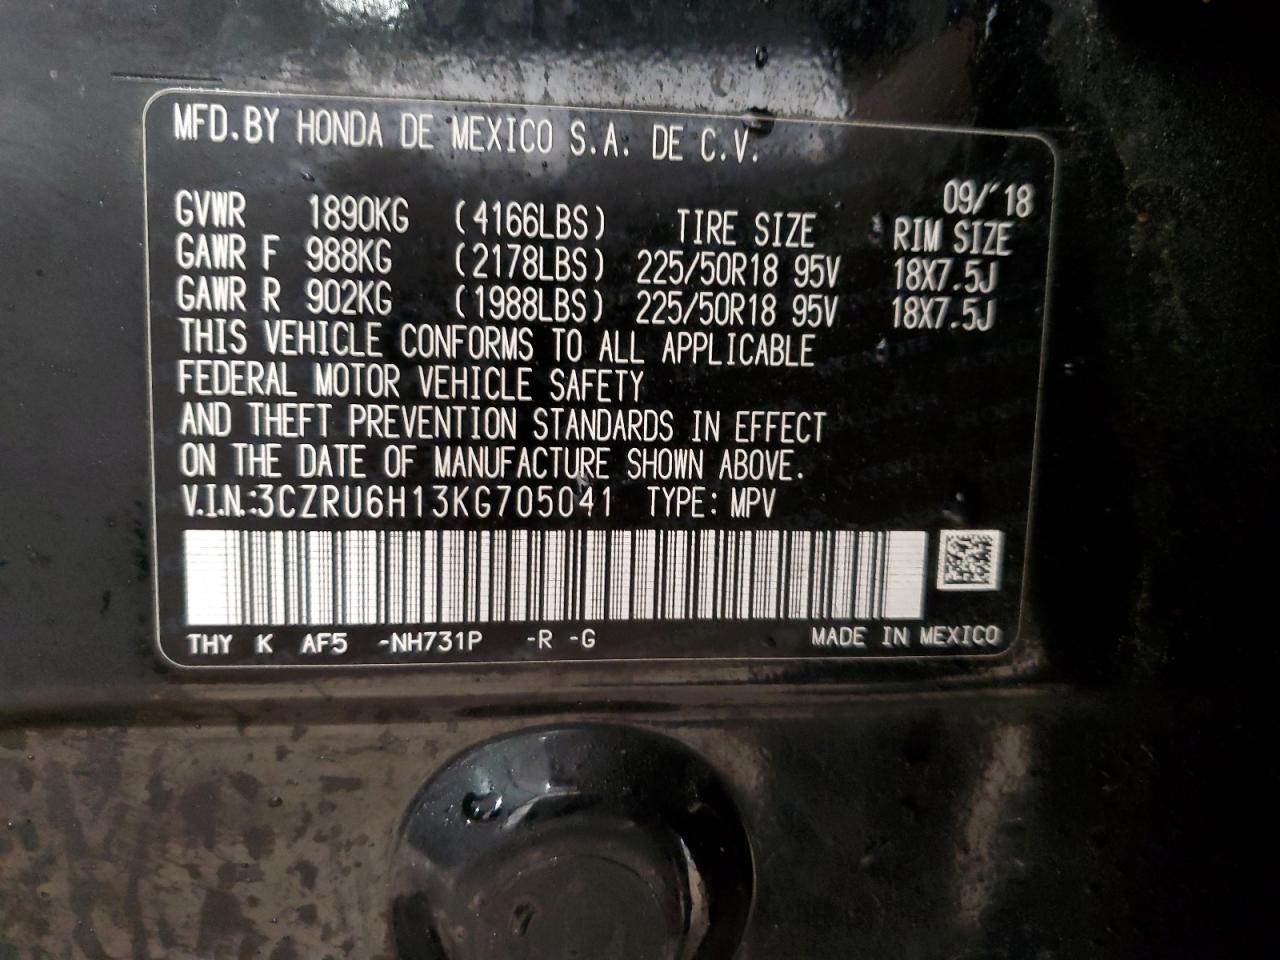 MFD.BY HONDA DE MEXICO S.A. DE C.V.
09/'18
GVWR 1890KG (4166LBS) TIRE SIZE RIM SIZE
GAWR F 988KG (2178LBS) 225/50R18 95V 18X7.5J
GAWR R 902KG (1988LBS) 225/50R18 95V 18X7.5J
THIS VEHICLE CONFORMS TO ALL APPLICABLE
FEDERAL MOTOR VEHICLE SAFETY
AND THEFT PREVENTION STANDARDS IN EFFECT
ON THE DATE OF MANUFACTURE SHOWN ABOVE.
V.I.N.:3CZRU6H13KG705041 TYPE: MPV
THY K AF5 -NH731P -R -G MADE IN MEXICO